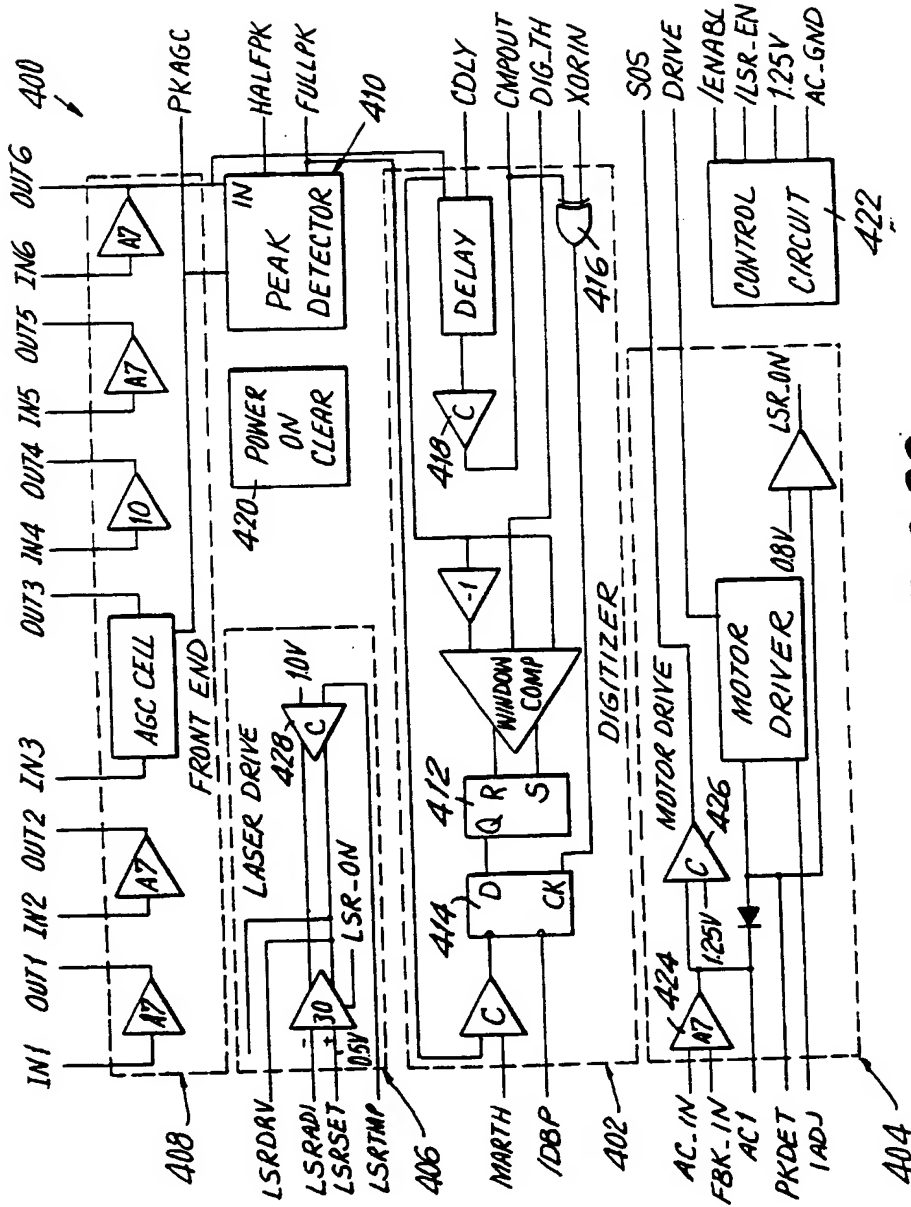 400
IN1 OUT1 IN2 OUT2 IN3 OUT3 IN4 OUT4 IN5 OUT5 IN6 OUT6
A7
A7
AGC CELL
10
A7
A7
FRONT END
408
PKAGC
HALFPK
FULLPK
IN
PEAK
DETECTOR
410
420
POWER
ON
CLEAR
LASER DRIVE
428
C
1.0V
30
-
+
0.5V
LSR_ON
LSRDRV
LSRADJ
LSRSET
LSRTMP
406
CDLY
CMPOUT
DIG_TH
XORIN
DELAY
418
C
416
-1
WINDOW
COMP
412
Q R
S
414
D
CK
C
DIGITIZER
MARTH
/DBP
402
SOS
DRIVE
MOTOR DRIVE
426
C
1.25V
424
A7
MOTOR
DRIVER
0.8V
LSR_ON
AC_IN
FBK_IN
AC1
PKDET
IADJ
404
/ENABL
/LSR_EN
1.25V
AC_GND
CONTROL
CIRCUIT
422